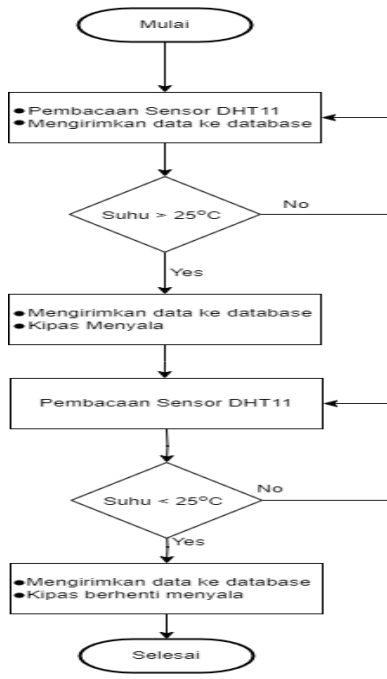 Mulai
● Pembacaan Sensor DHT11
● Mengirimkan data ke database
Suhu > 25°C
No
Yes
● Mengirimkan data ke database
● Kipas Menyala
Pembacaan Sensor DHT11
Suhu < 25°C
No
Yes
● Mengirimkan data ke database
● Kipas berhenti menyala
Selesai